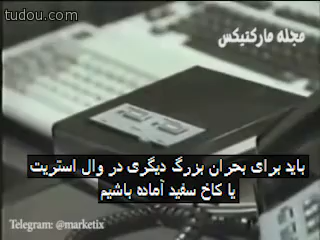 tudou.com
مجله مارکتیکس
باید برای بحران بزرگ دیگری در وال استریت
یا کاخ سفید آماده باشیم
Telegram: @marketix